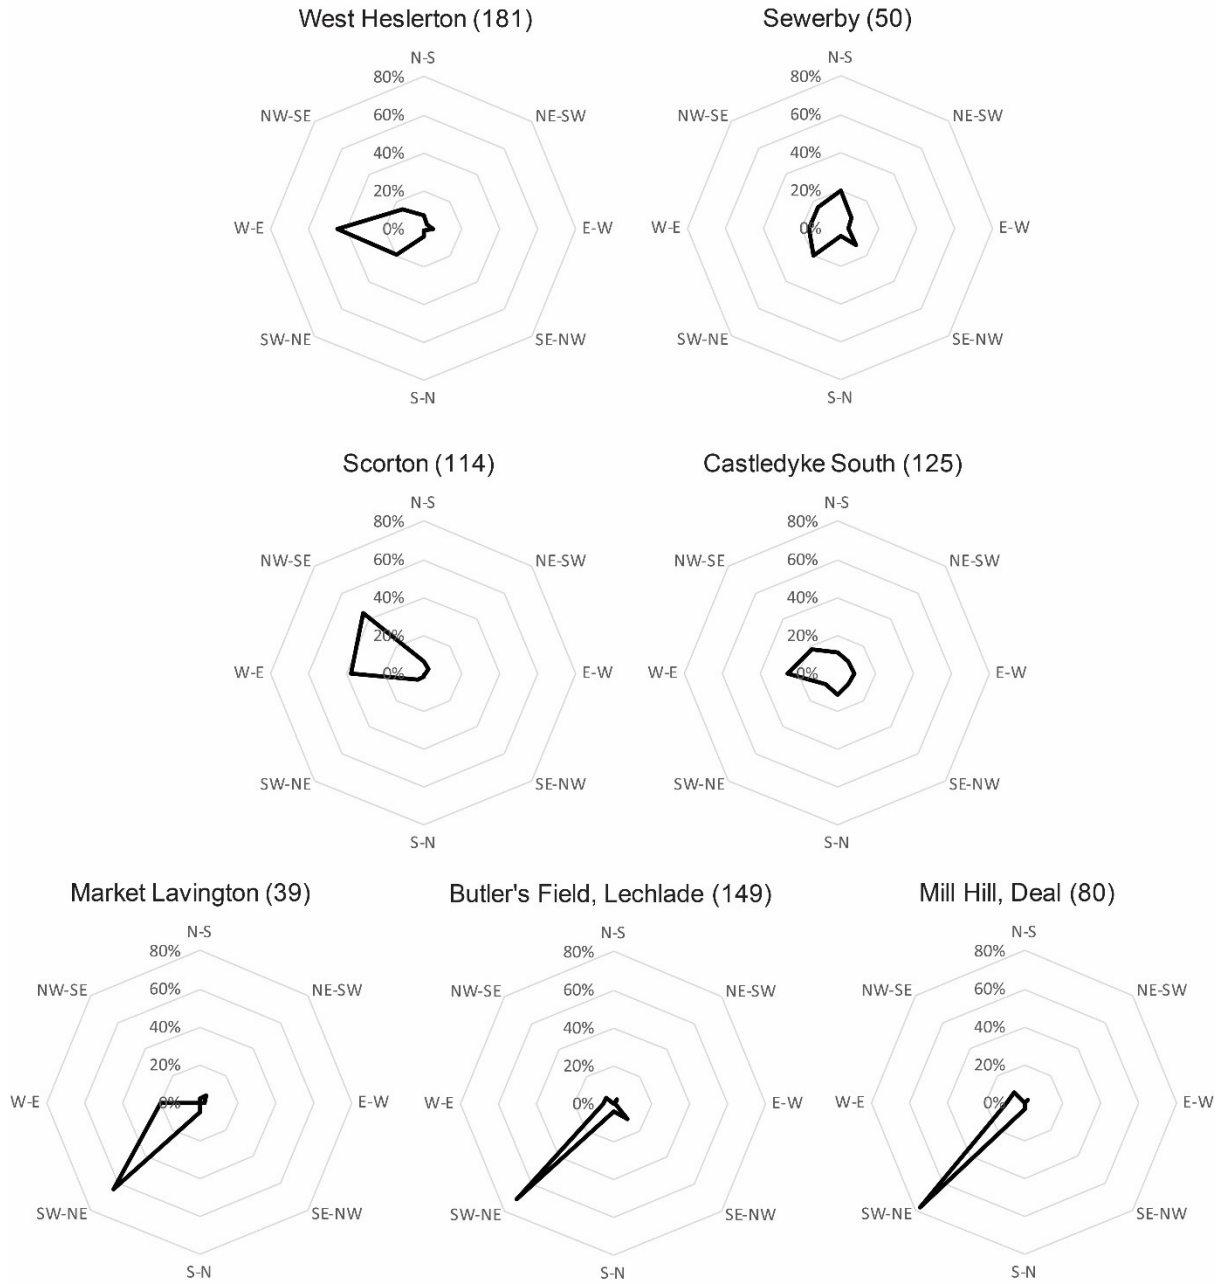 West Heslerton (181)
Sewerby (50)
N-S
80%
NW-SE
NE-SW
60%
40%
20%
W-E
0%
E-W
SW-NE
SE-NW
S-N
N-S
80%
NW-SE
NE-SW
60%
40%
20%
W-E
0%
E-W
SW-NE
SE-NW
S-N
Scorton (114)
Castledyke South (125)
N-S
80%
NW-SE
NE-SW
60%
40%
20%
W-E
0%
E-W
SW-NE
SE-NW
S-N
N-S
80%
NW-SE
NE-SW
60%
40%
20%
W-E
0%
E-W
SW-NE
SE-NW
S-N
Market Lavington (39)
Butler's Field, Lechlade (149)
Mill Hill, Deal (80)
N-S
80%
NW-SE
NE-SW
60%
40%
20%
W-E
0%
E-W
SW-NE
SE-NW
S-N
N-S
80%
NW-SE
NE-SW
60%
40%
20%
W-E
0%
E-W
SW-NE
SE-NW
S-N
N-S
80%
NW-SE
NE-SW
60%
40%
20%
W-E
0%
E-W
SW-NE
SE-NW
S-N